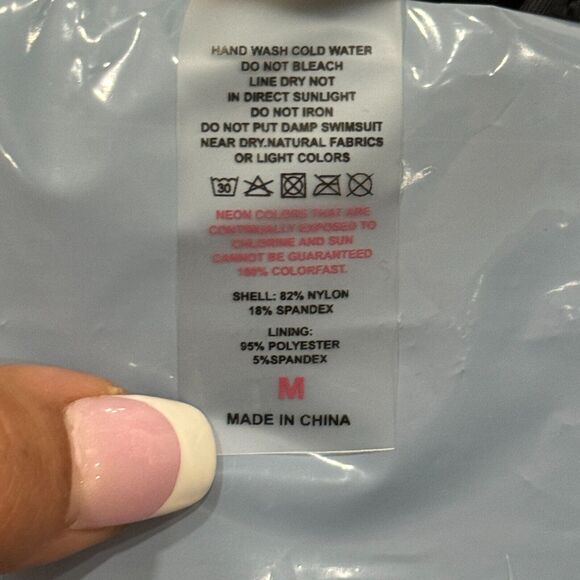 HAND WASH COLD WATER
DO NOT BLEACH
LINE DRY NOT
IN DIRECT SUNLIGHT
DO NOT IRON
DO NOT PUT DAMP SWIMSUIT
NEAR DRY.NATURAL FABRICS
OR LIGHT COLORS
30
NEON COLORS THAT ARE
CONTINUALLY EXPOSED TO
CHLORINE AND SUN
CANNOT BE GUARANTEED
100% COLORFAST.
SHELL: 82% NYLON
18% SPANDEX
LINING:
95% POLYESTER
5%SPANDEX
M
MADE IN CHINA